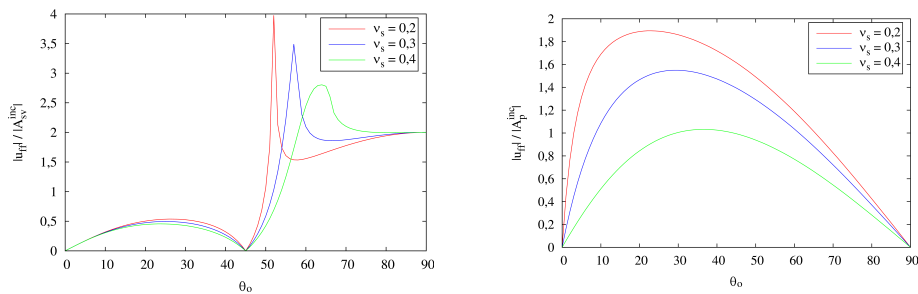 4
3,5
3
2,5
2
1,5
1
0,5
0
0 10 20 30 40 50 60 70 80 90
|u_ff| / |A_sv^inc|
θ_o
ν_s = 0,2
ν_s = 0,3
ν_s = 0,4
2
1,8
1,6
1,4
1,2
1
0,8
0,6
0,4
0,2
0
0 10 20 30 40 50 60 70 80 90
|u_ff| / |A_p^inc|
θ_o
ν_s = 0,2
ν_s = 0,3
ν_s = 0,4